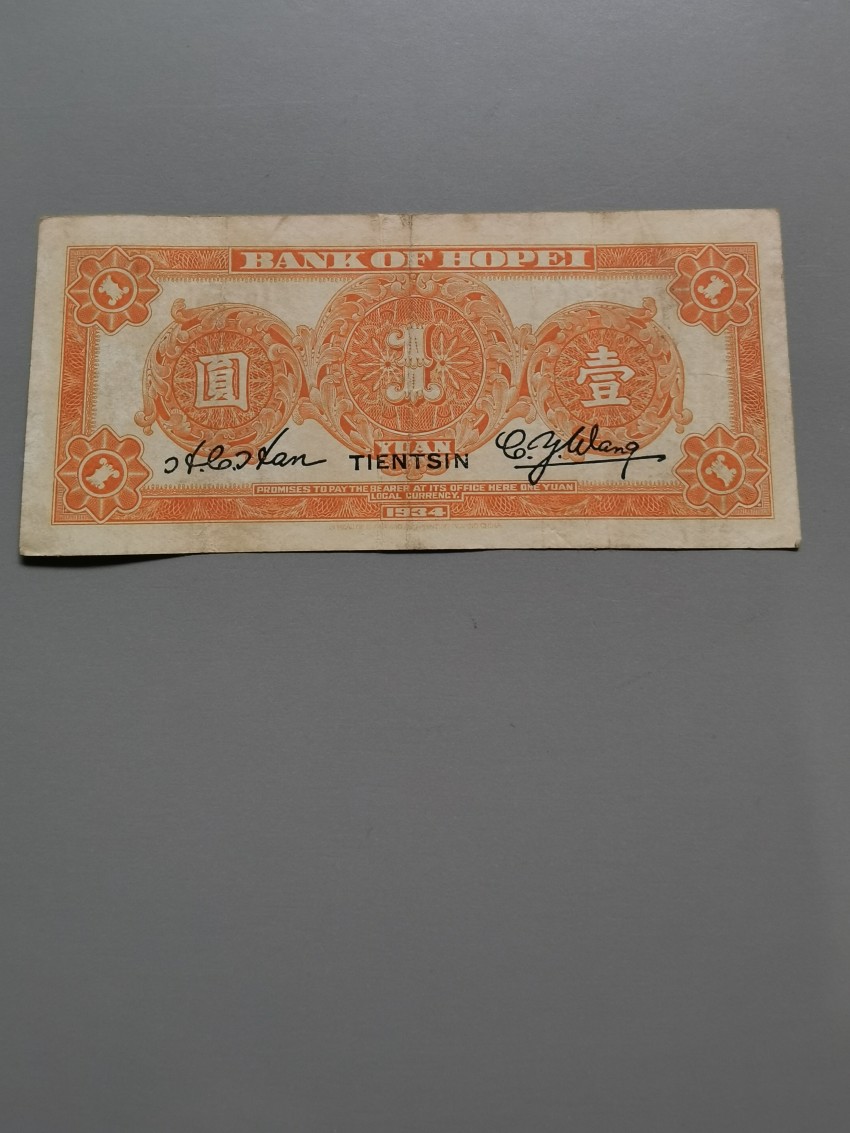 BANK OF HOPEI
圓 1 壹
YUAN
H.C.Han TIENTSIN C.Y.Wang
PROMISES TO PAY THE BEARER AT ITS OFFICE HERE ONE YUAN
LOCAL CURRENCY.
1934